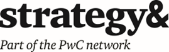 strategy&
Part of the PwC network